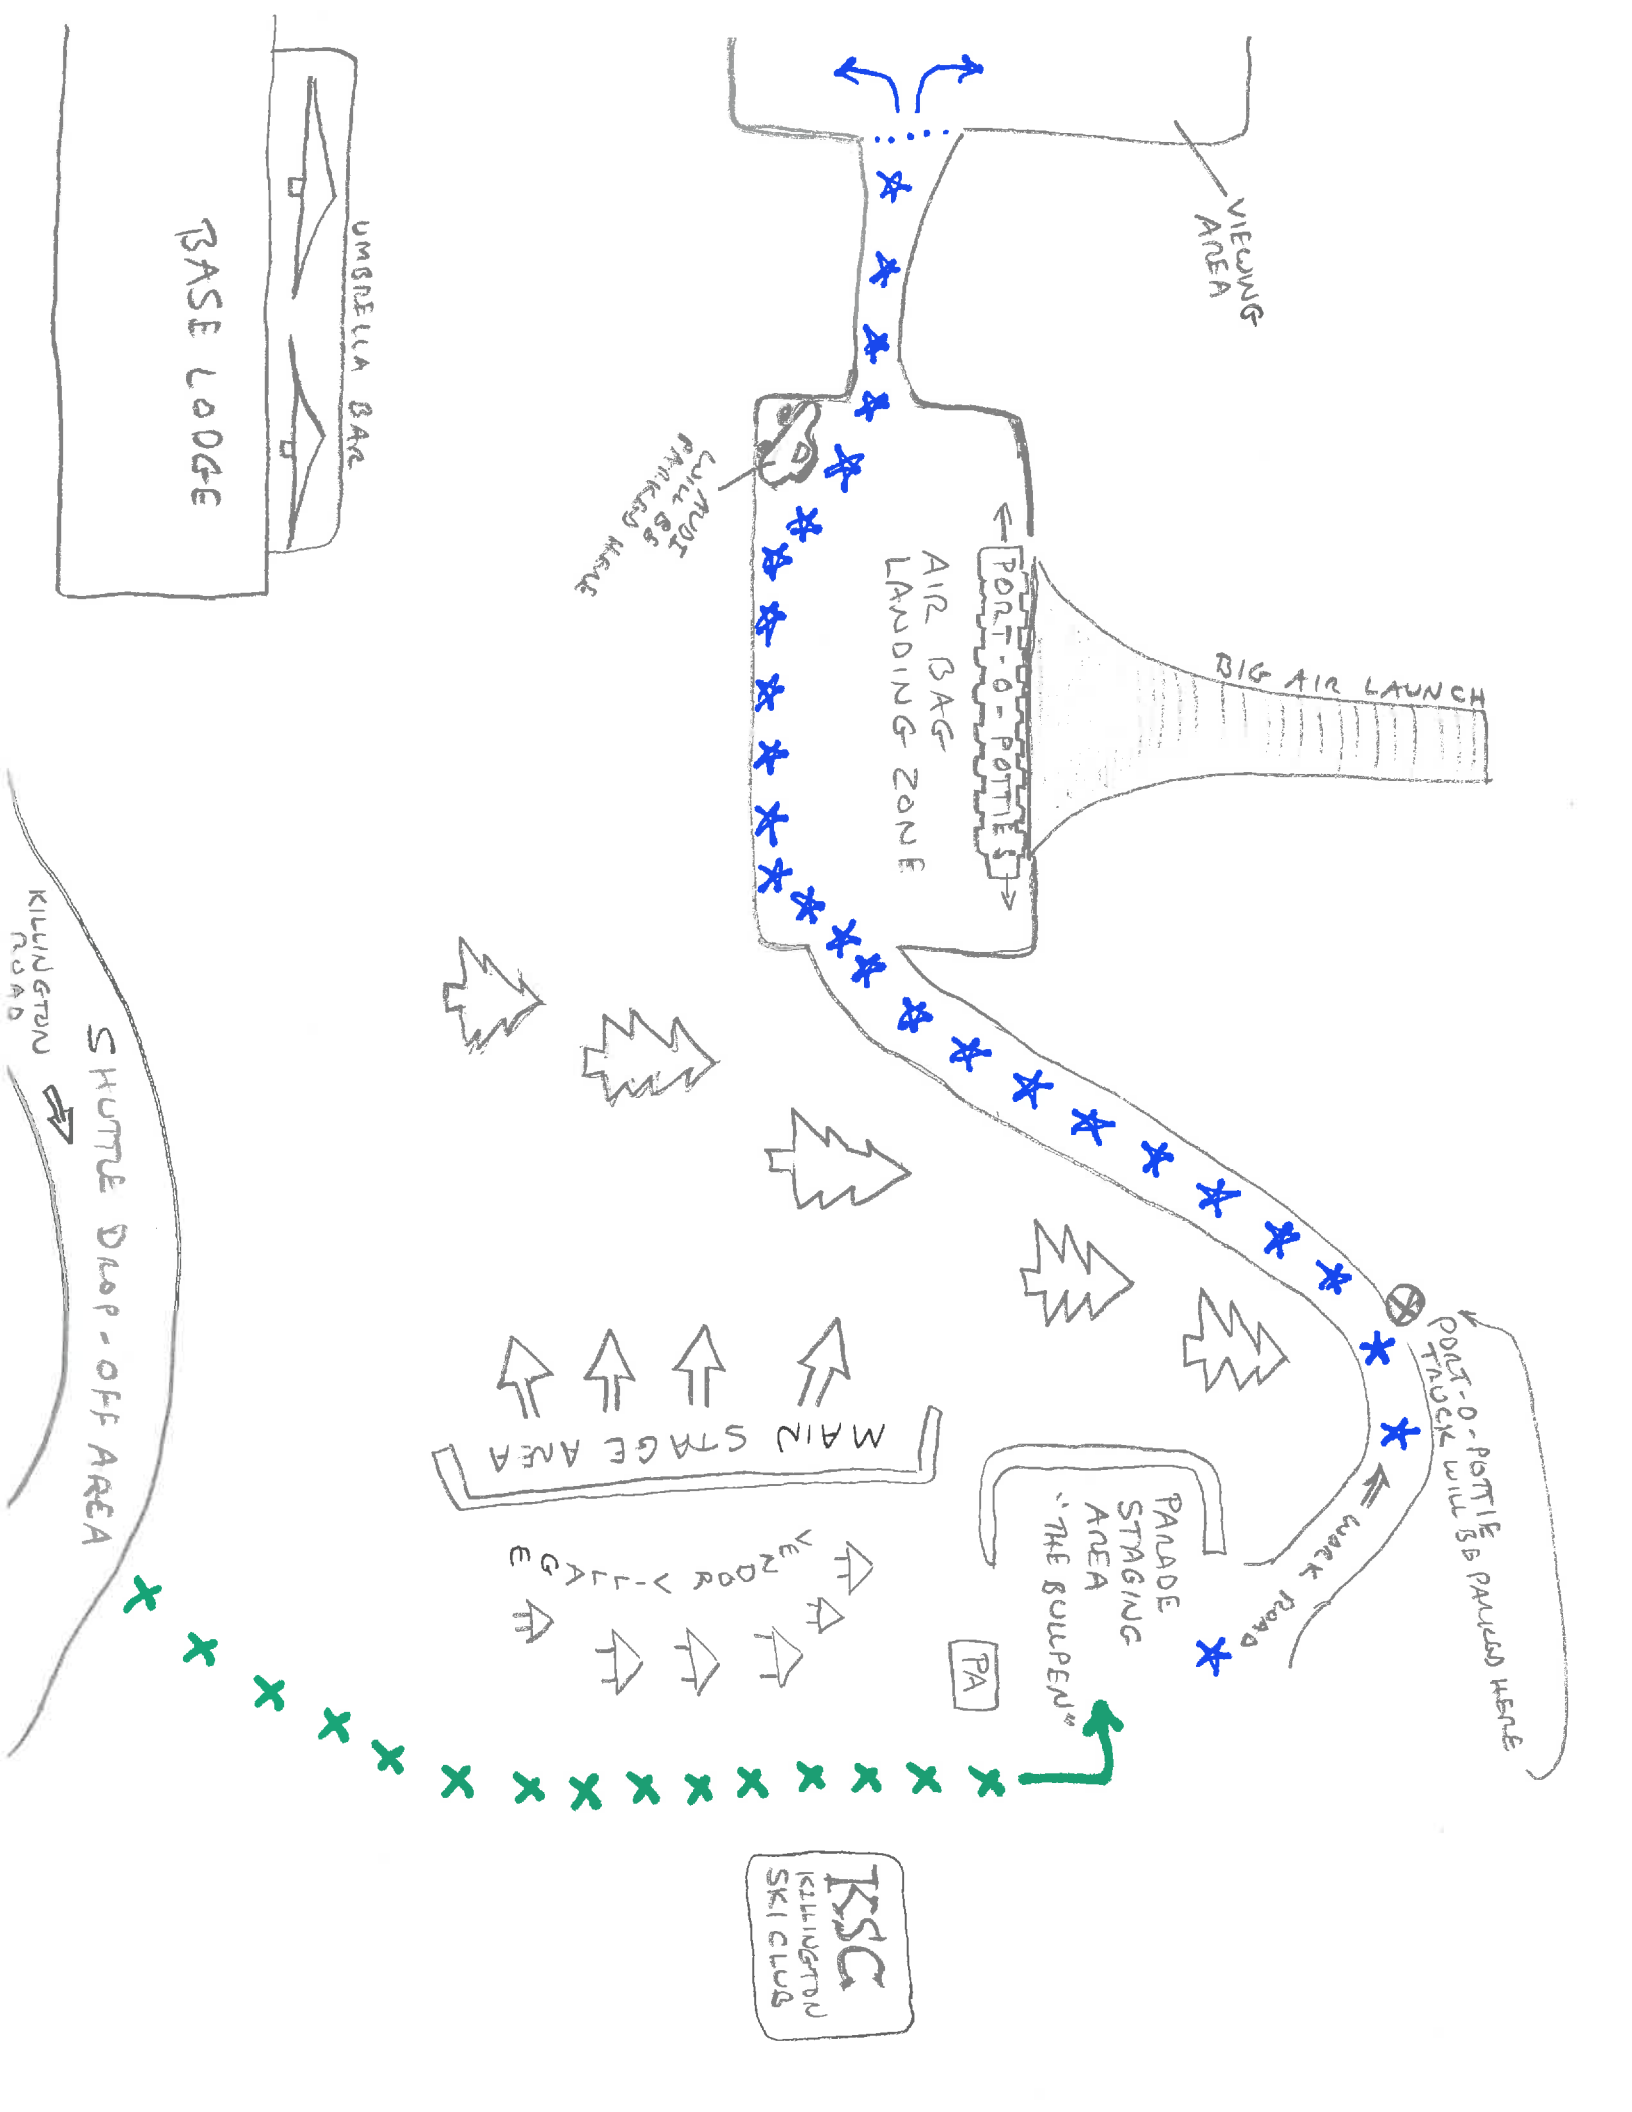 VIEWING
AREA
UMBRELLA BAR
BASE LODGE
AUDI
WILL BE
PARKED HERE
BIG AIR LAUNCH
PORT-O-POTTIES
AIR BAG
LANDING ZONE
KILLINGTON
ROAD
SHUTTLE DROP-OFF AREA
MAIN STAGE AREA
VENDOR VILLAGE
PARADE
STAGING
AREA
"THE BULLPEN"
PA
WORK ROAD
PORT-O-POTTIE
TRUCK WILL BE PARKED HERE
KSC
KILLINGTON
SKI CLUB